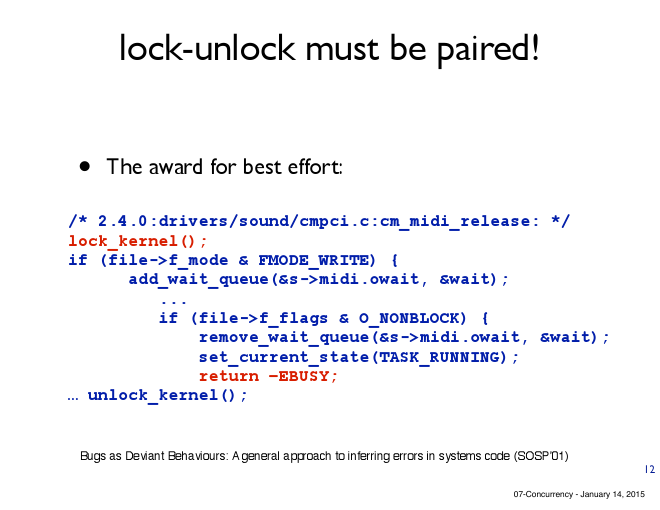 lock-unlock must be paired!
• The award for best effort:
/* 2.4.0:drivers/sound/cmpci.c:cm_midi_release: */
lock_kernel();
if (file->f_mode & FMODE_WRITE) {
add_wait_queue(&s->midi.owait, &wait);
...
if (file->f_flags & O_NONBLOCK) {
remove_wait_queue(&s->midi.owait, &wait);
set_current_state(TASK_RUNNING);
return –EBUSY;
… unlock_kernel();
Bugs as Deviant Behaviours: A general approach to inferring errors in systems code (SOSP'01)
12
07-Concurrency - January 14, 2015